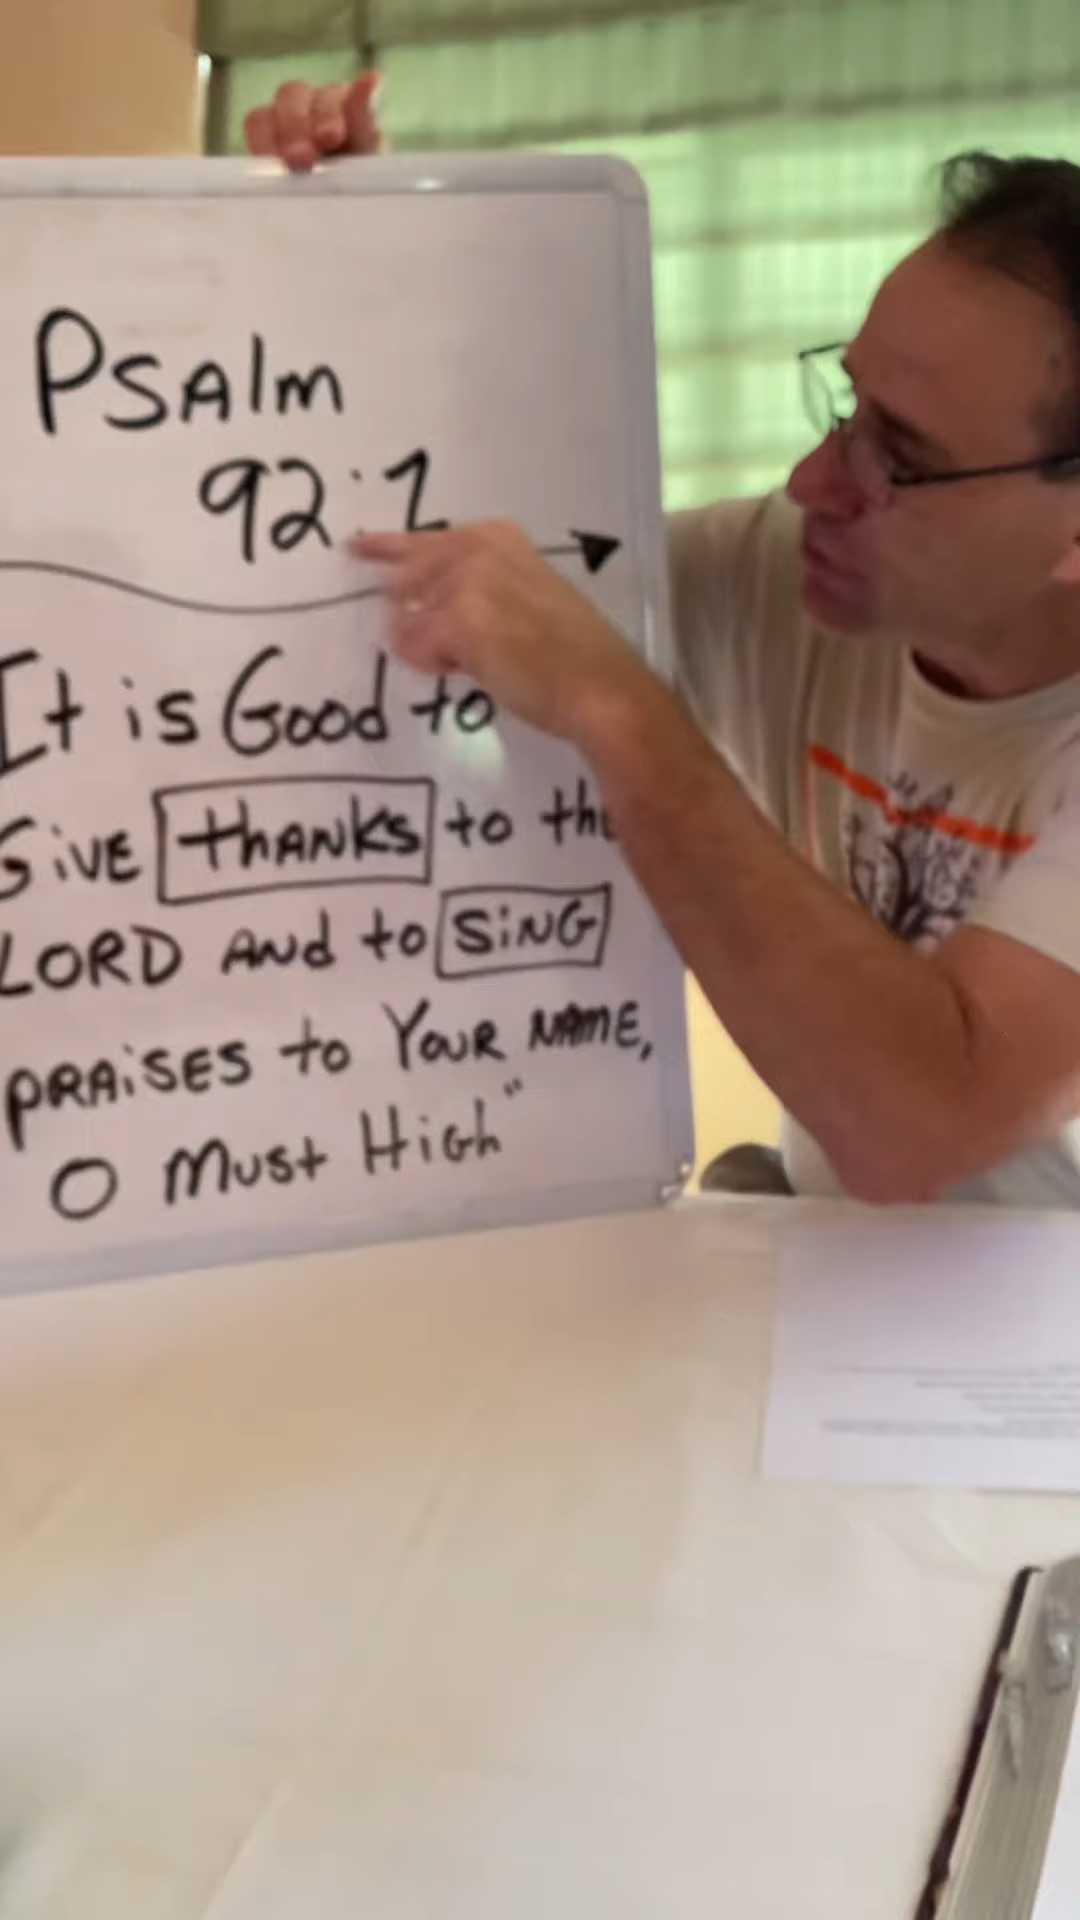 Psalm
92:1
It is Good to
Give thanks to the
LORD And to SiNG
PRAiSES to YOUR NAME,
O Must High"